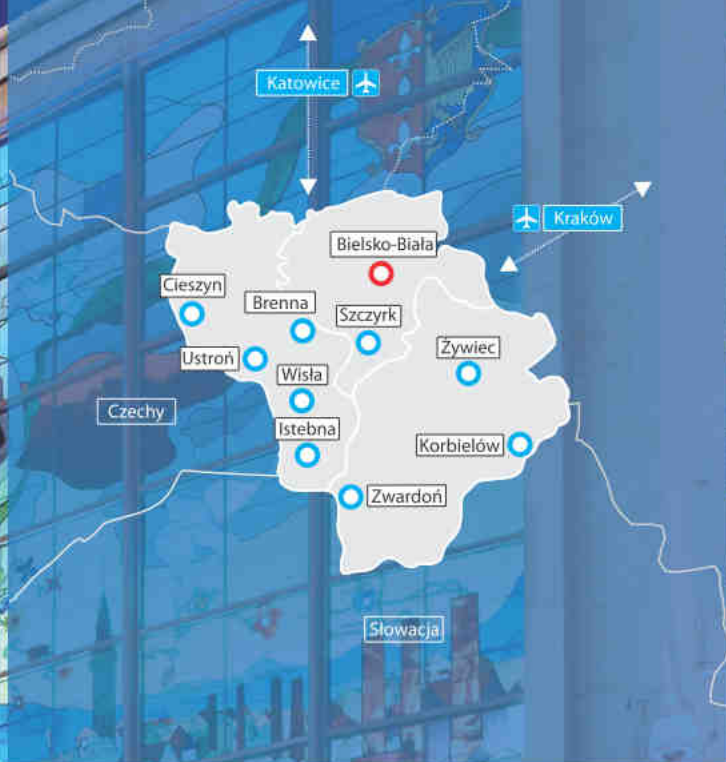 Katowice
Kraków
Bielsko-Biała
Cieszyn
Brenna
Szczyrk
Ustroń
Żywiec
Wisła
Czechy
Istebna
Korbielów
Zwardoń
Słowacja